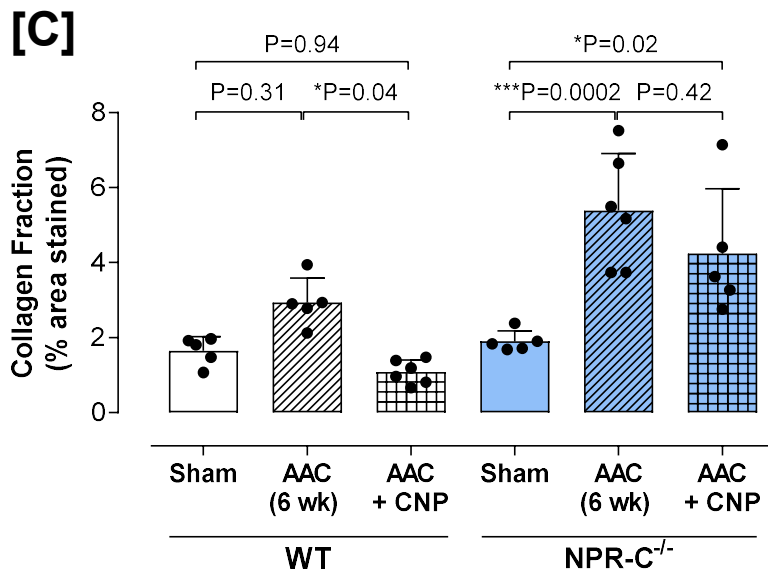 [C]
P=0.94
*P=0.02
P=0.31
*P=0.04
***P=0.0002
P=0.42
Collagen Fraction
(% area stained)
8
6
4
2
0
Sham
AAC
(6 wk)
AAC
+ CNP
Sham
AAC
(6 wk)
AAC
+ CNP
WT
NPR-C⁻/⁻